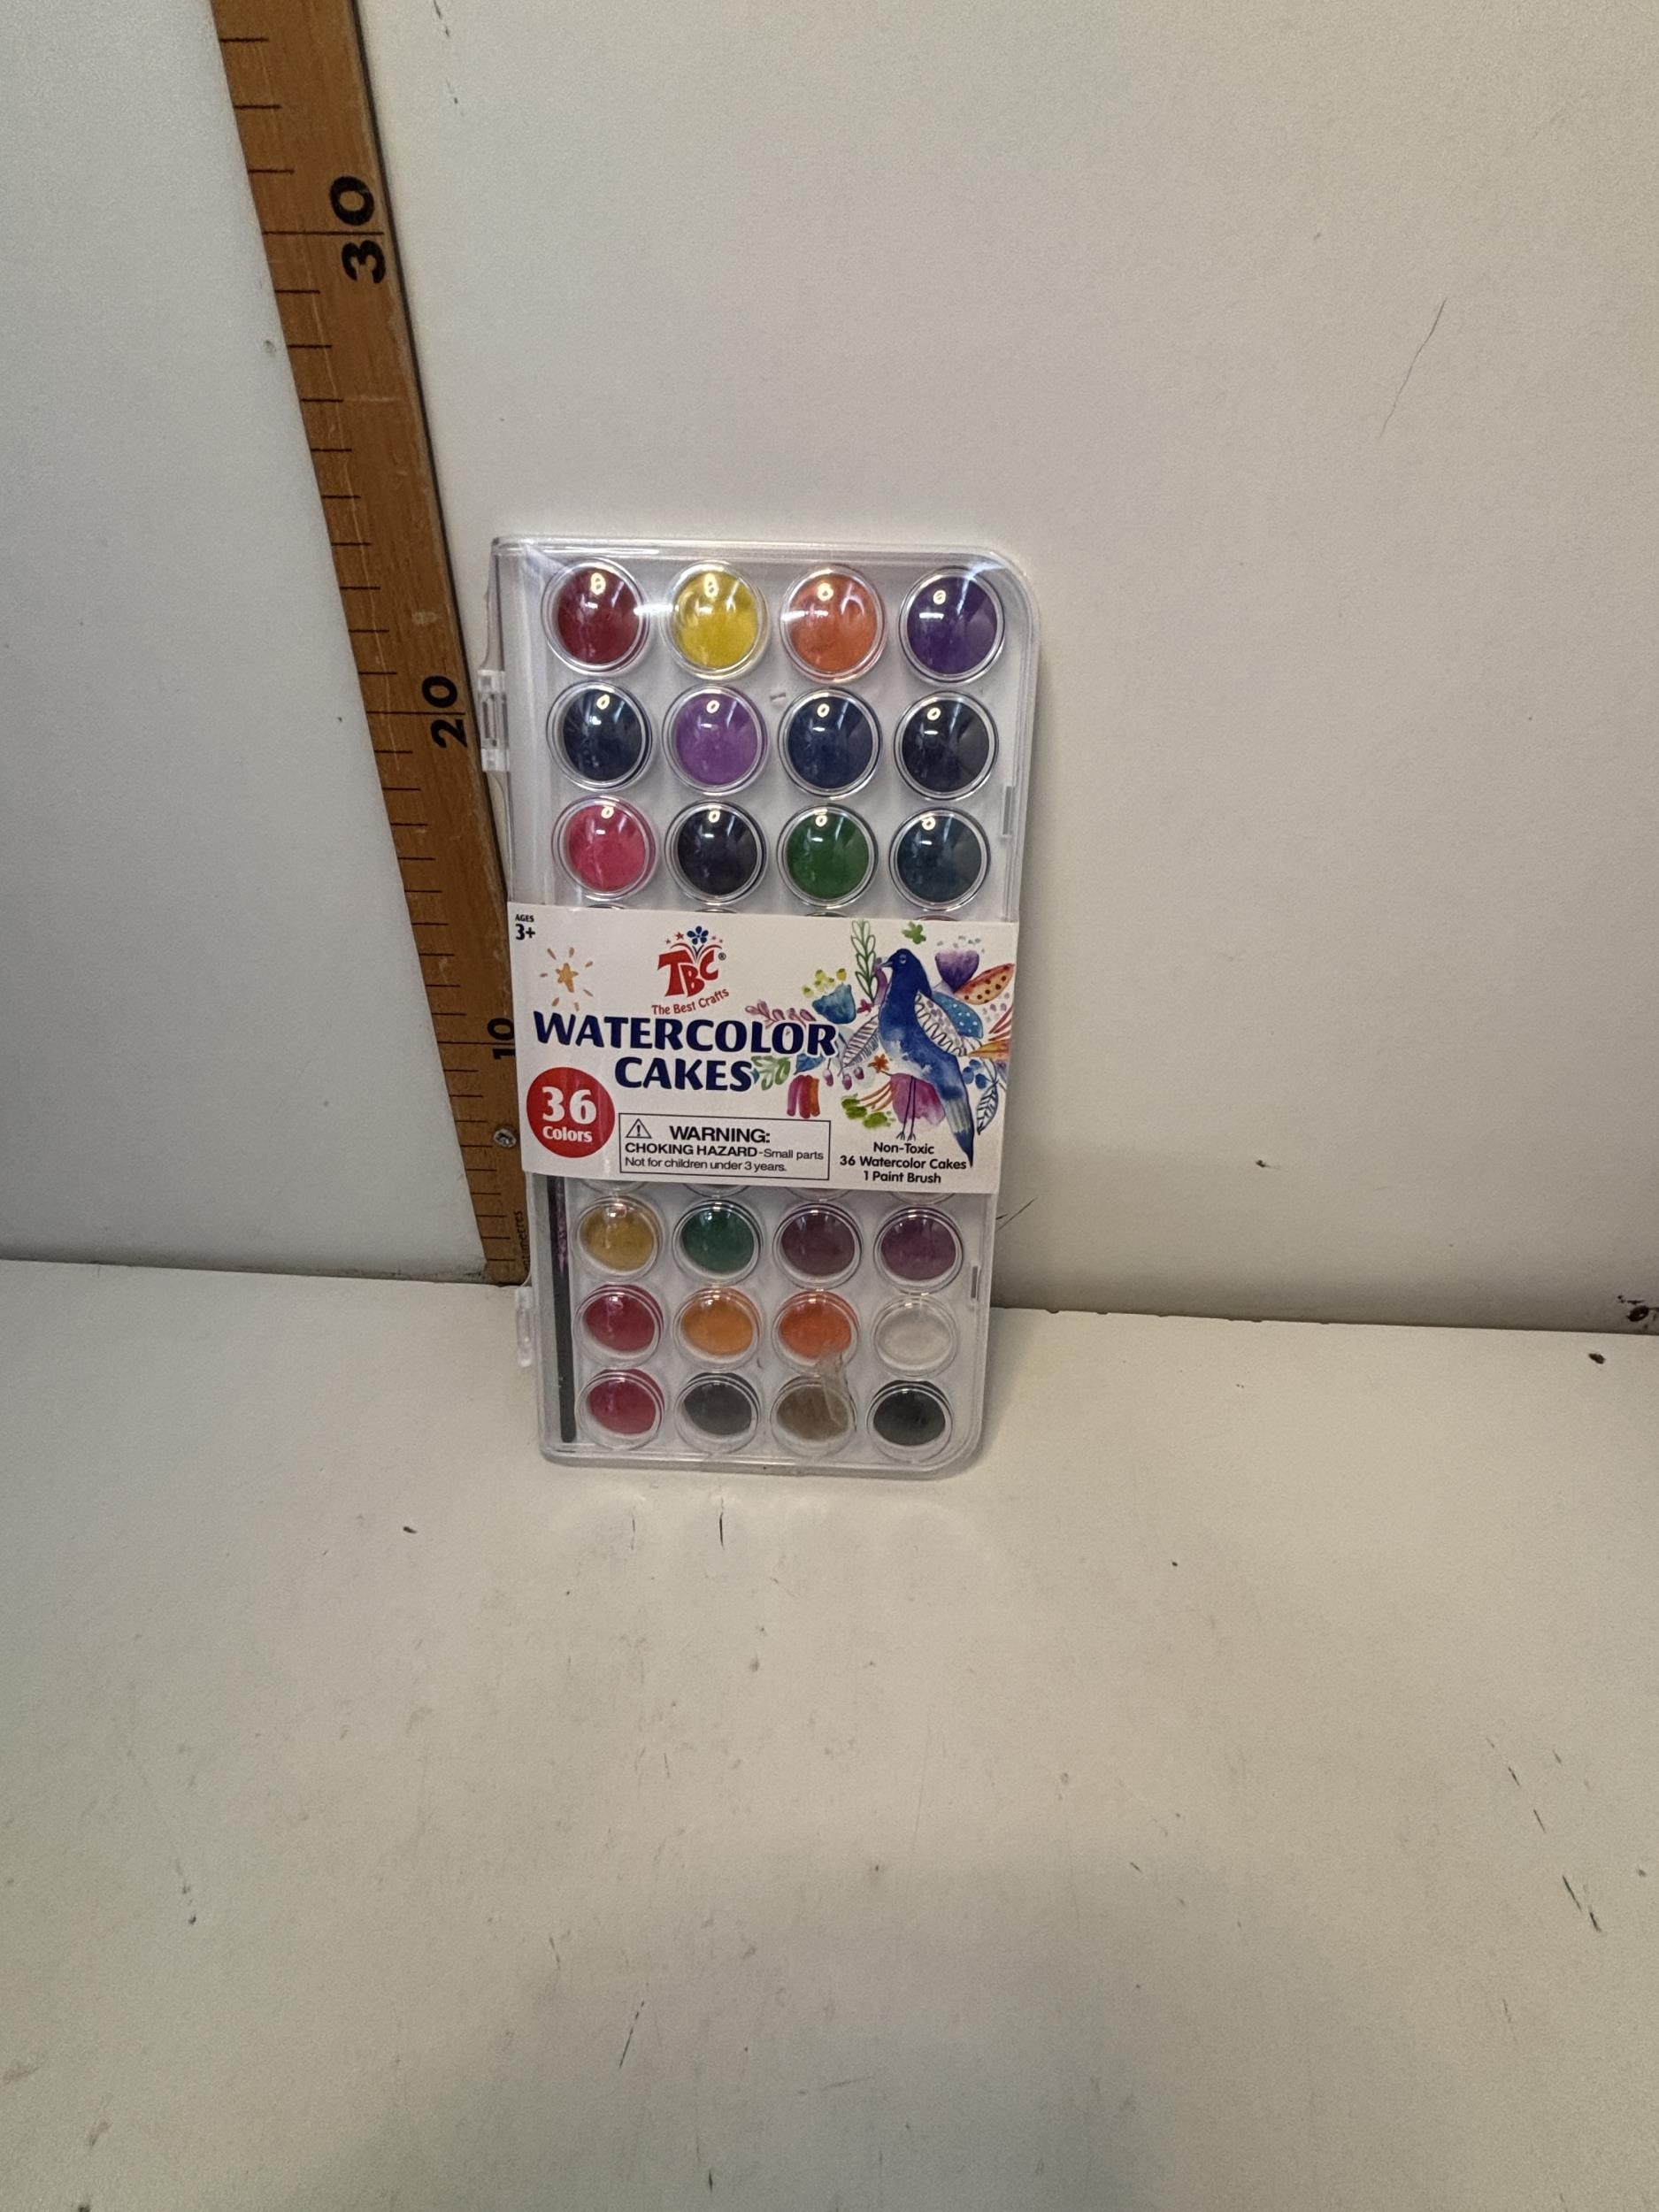 30
20
10
AGES
3+
TBC®
The Best Crafts
WATERCOLOR
CAKES
36
Colors
WARNING:
CHOKING HAZARD-Small parts
Not for children under 3 years.
Non-Toxic
36 Watercolor Cakes
1 Paint Brush